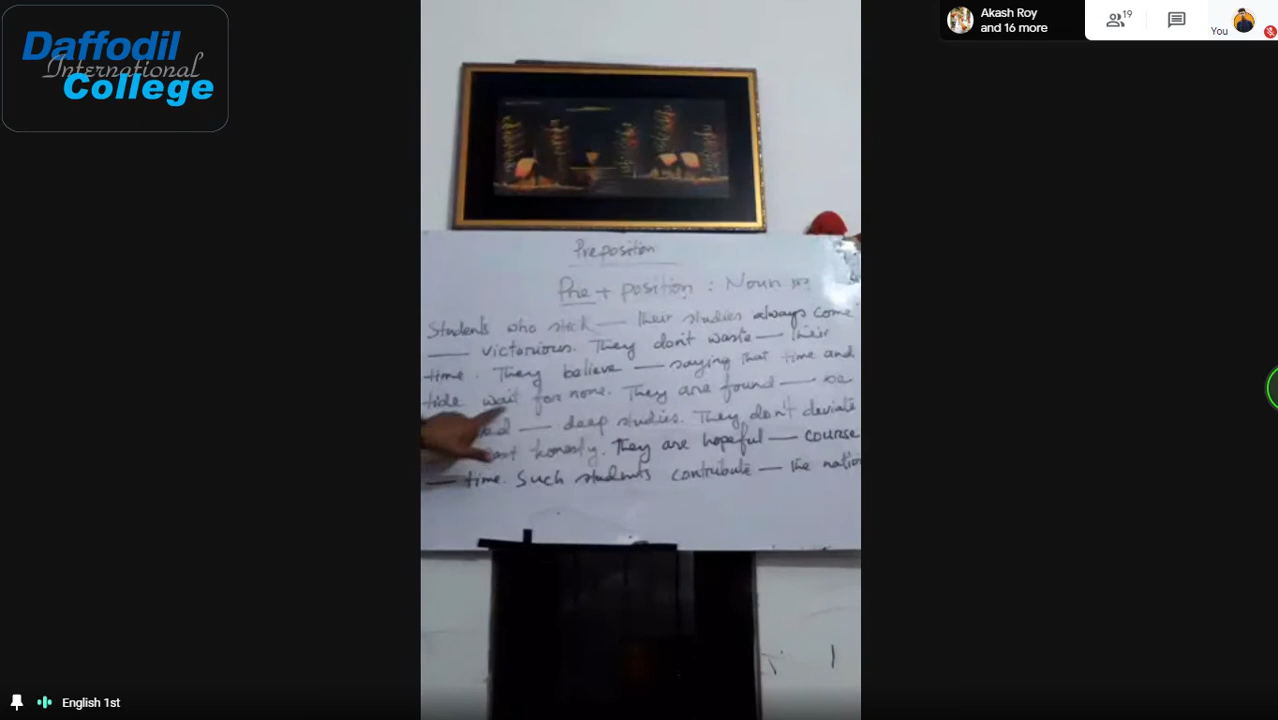 Daffodil
International
College
Akash Roy
and 16 more
19
You
Preposition
Pre + position : Noun
Students who stick — their studies always come
— victorious. They don't waste — their
time. They believe — saying that time and
tide wait for none. They are found — be
— deep studies. They don't deviate
honesty. They are hopeful — course
— time. Such students contribute — the nation
English 1st